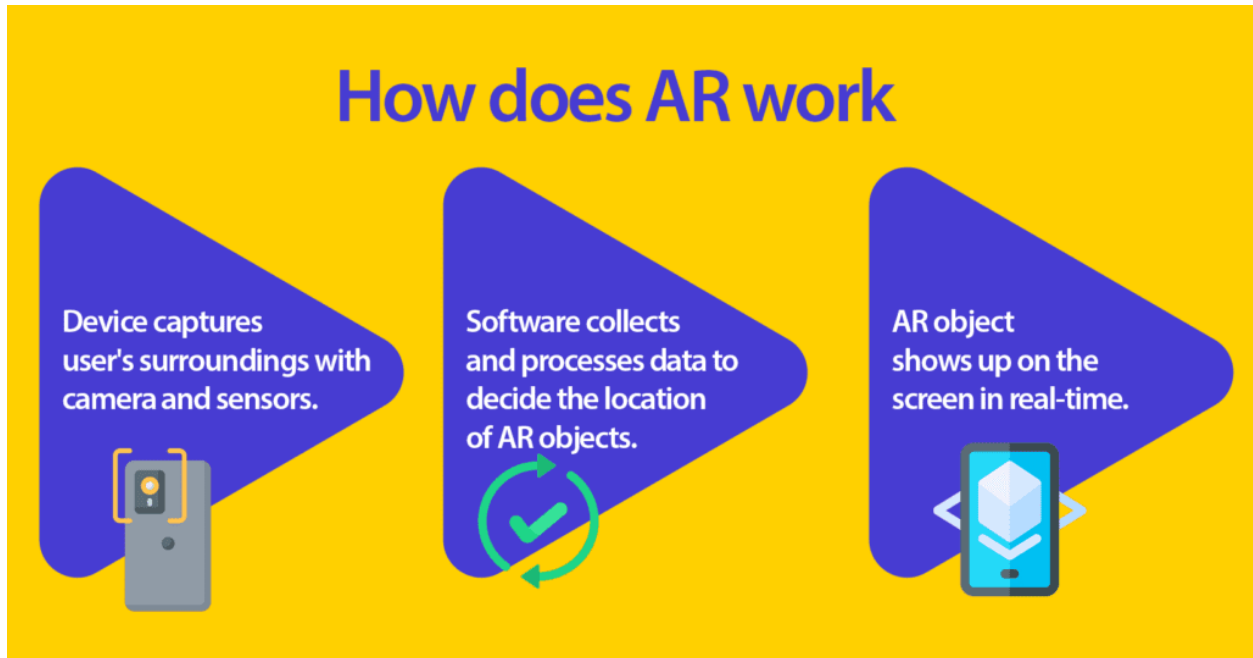 How does AR work
Device captures
user's surroundings with
camera and sensors.
Software collects
and processes data to
decide the location
of AR objects.
AR object
shows up on the
screen in real-time.